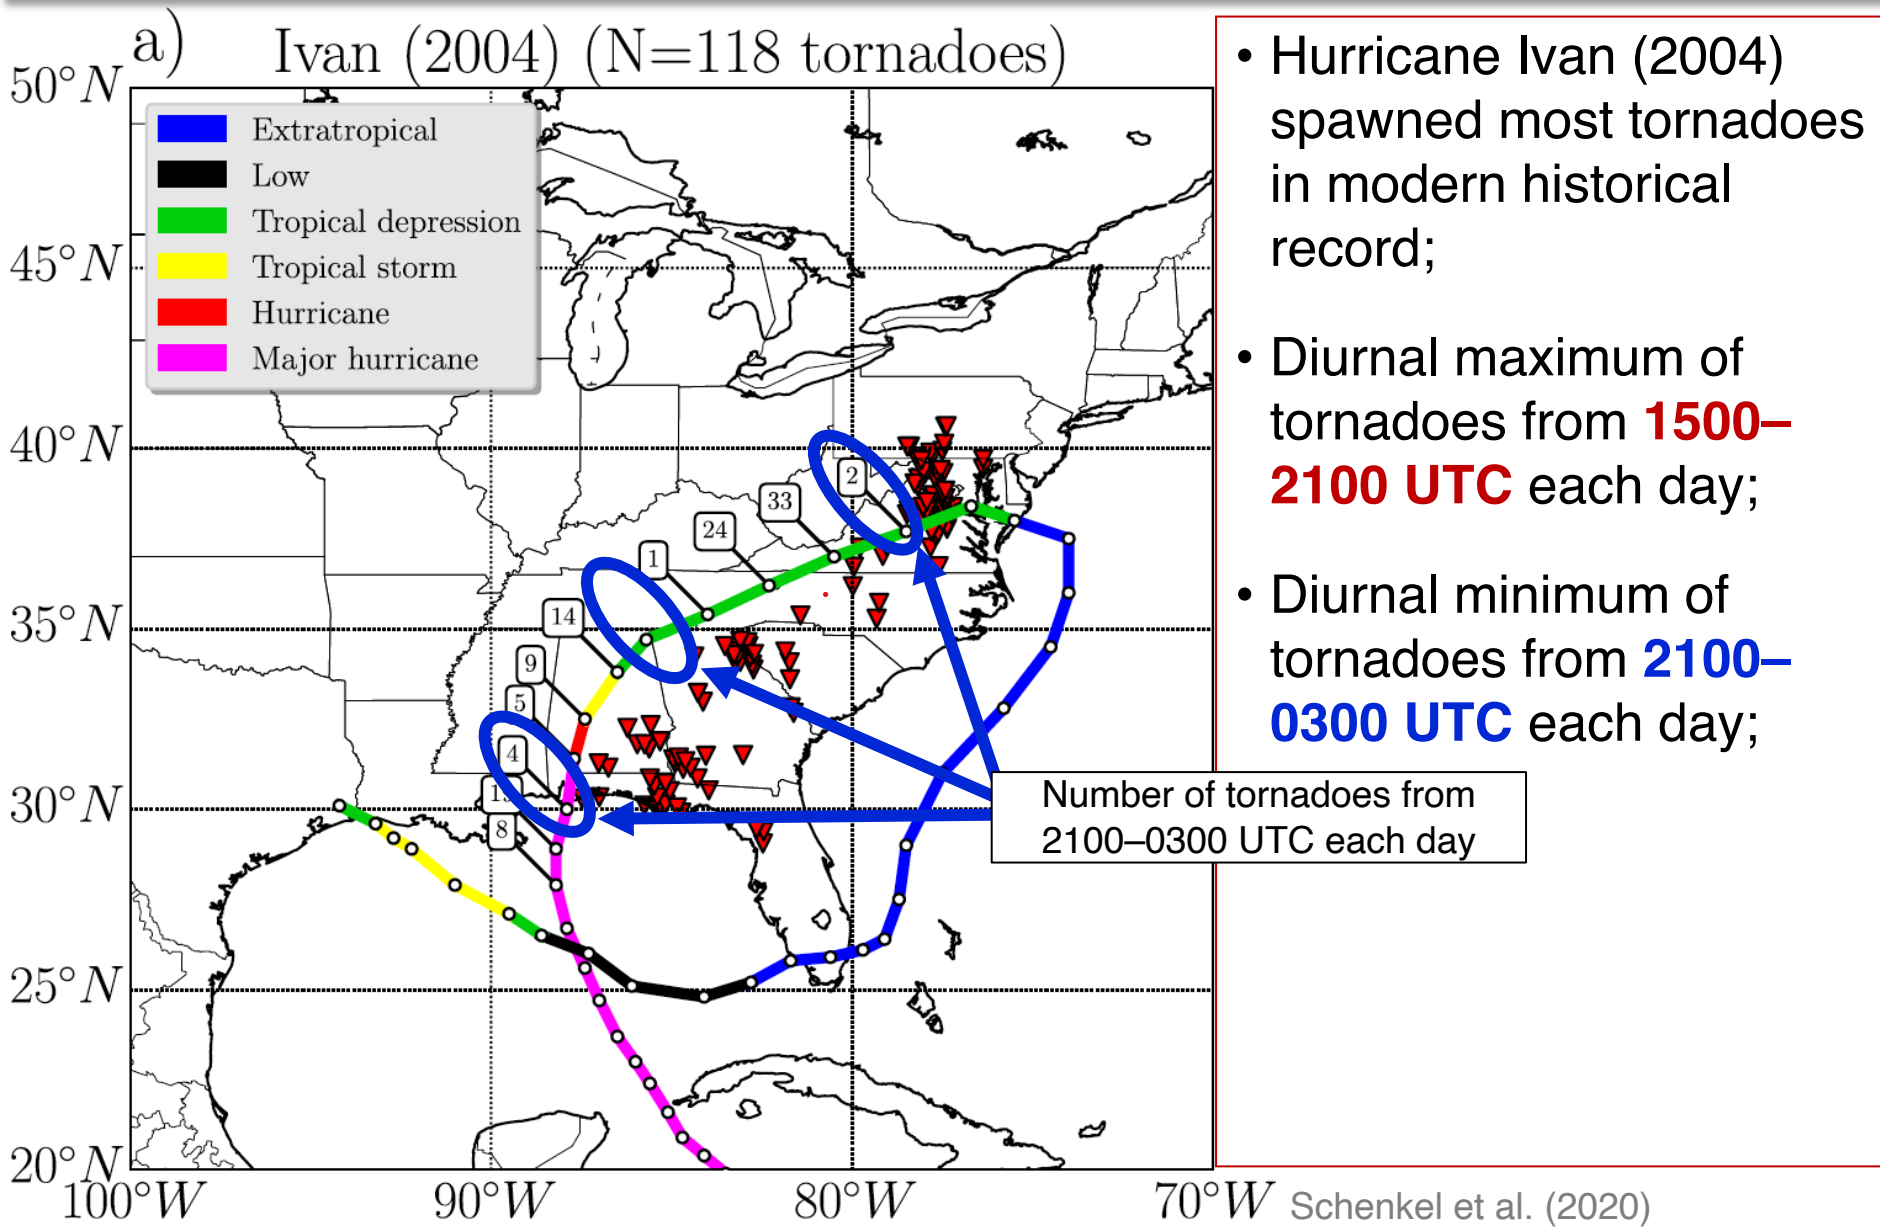 a) Ivan (2004) (N=118 tornadoes)
50°N
45°N
40°N
35°N
30°N
25°N
20°N
100°W
90°W
80°W
70°W
Extratropical
Low
Tropical depression
Tropical storm
Hurricane
Major hurricane
2
33
24
1
14
9
5
4
8
Number of tornadoes from
2100–0300 UTC each day
• Hurricane Ivan (2004)
spawned most tornadoes
in modern historical
record;
• Diurnal maximum of
tornadoes from 1500–
2100 UTC each day;
• Diurnal minimum of
tornadoes from 2100–
0300 UTC each day;
Schenkel et al. (2020)